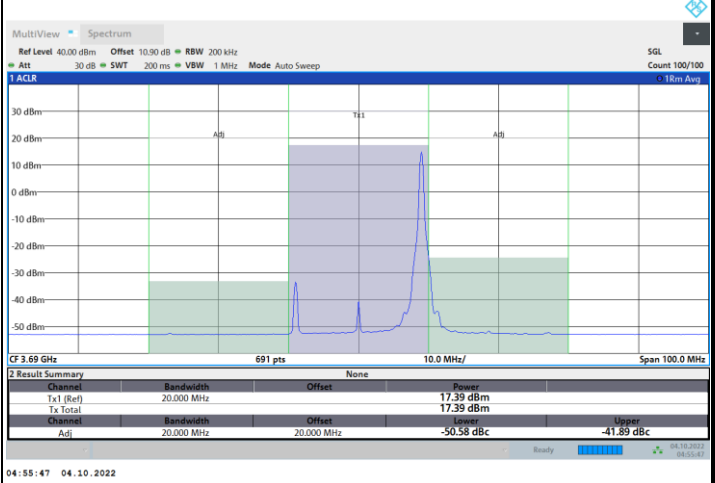 MultiView Spectrum
Ref Level 40.00 dBm Offset 10.90 dB RBW 200 kHz SGL
Att 30 dB SWT 200 ms VBW 1 MHz Mode Auto Sweep Count 100/100
1 ACLR 1Rm Avg
30 dBm
Tx1
20 dBm
Adj Adj
10 dBm
0 dBm
-10 dBm
-20 dBm
-30 dBm
-40 dBm
-50 dBm
CF 3.69 GHz 691 pts 10.0 MHz/ Span 100.0 MHz
2 Result Summary None
Channel Bandwidth Offset Power
Tx1 (Ref) 20.000 MHz 17.39 dBm
Tx Total 17.39 dBm
Channel Bandwidth Offset Lower Upper
Adj 20.000 MHz 20.000 MHz -50.58 dBc -41.89 dBc
Ready 04.10.2022
04:55:47
04:55:47 04.10.2022